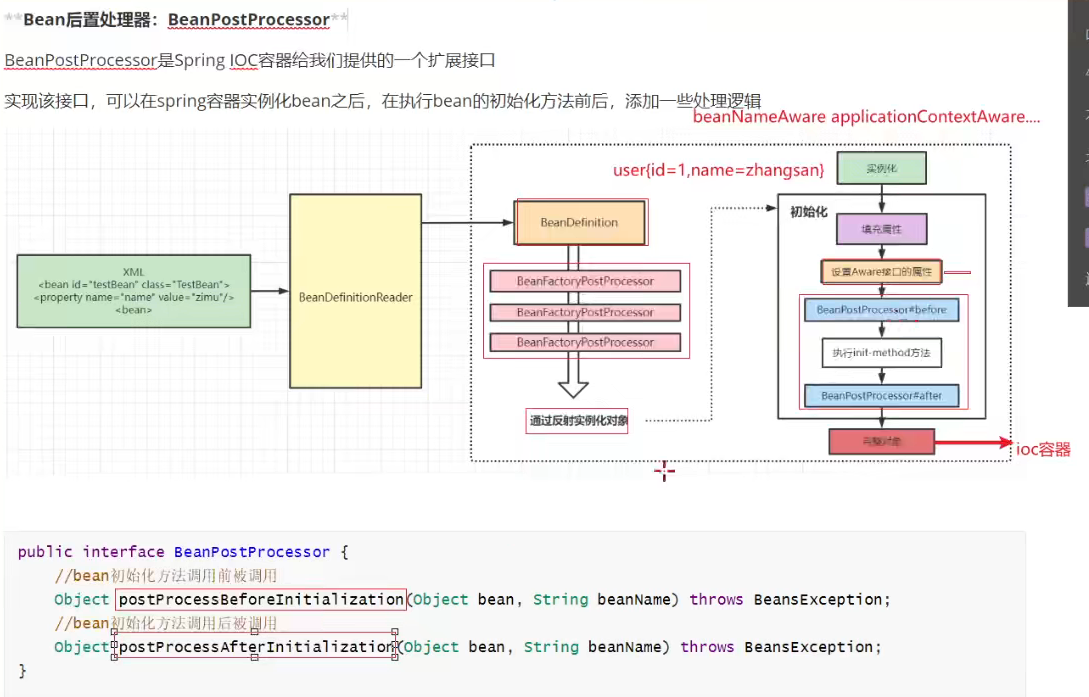 **Bean后置处理器：BeanPostProcessor**
BeanPostProcessor是Spring IOC容器给我们提供的一个扩展接口
实现该接口，可以在spring容器实例化bean之后，在执行bean的初始化方法前后，添加一些处理逻辑
beanNameAware applicationContextAware....
user{id=1,name=zhangsan}
实例化
初始化
填充属性
设置Aware接口的属性
BeanPostProcessor#before
执行init-method方法
BeanPostProcessor#after
完整对象
ioc容器
BeanDefinition
BeanFactoryPostProcessor
BeanFactoryPostProcessor
BeanFactoryPostProcessor
通过反射实例化对象
XML
<bean id="testBean" class="TestBean">
<property name="name" value="zimu"/>
<bean>
BeanDefinitionReader
public interface BeanPostProcessor {
//bean初始化方法调用前被调用
Object postProcessBeforeInitialization(Object bean, String beanName) throws BeansException;
//bean初始化方法调用后被调用
Object postProcessAfterInitialization(Object bean, String beanName) throws BeansException;
}